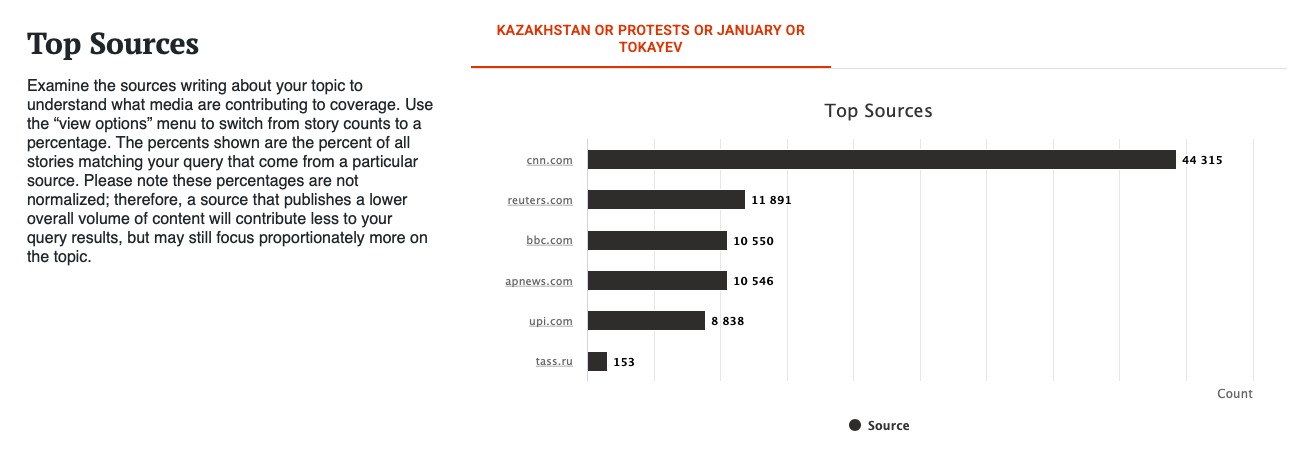 Top Sources
Examine the sources writing about your topic to
understand what media are contributing to coverage. Use
the “view options” menu to switch from story counts to a
percentage. The percents shown are the percent of all
stories matching your query that come from a particular
source. Please note these percentages are not
normalized; therefore, a source that publishes a lower
overall volume of content will contribute less to your
query results, but may still focus proportionately more on
the topic.
KAZAKHSTAN OR PROTESTS OR JANUARY OR
TOKAYEV
Top Sources
cnn.com 44 315
reuters.com 11 891
bbc.com 10 550
apnews.com 10 546
upi.com 8 838
tass.ru 153
Count
Source